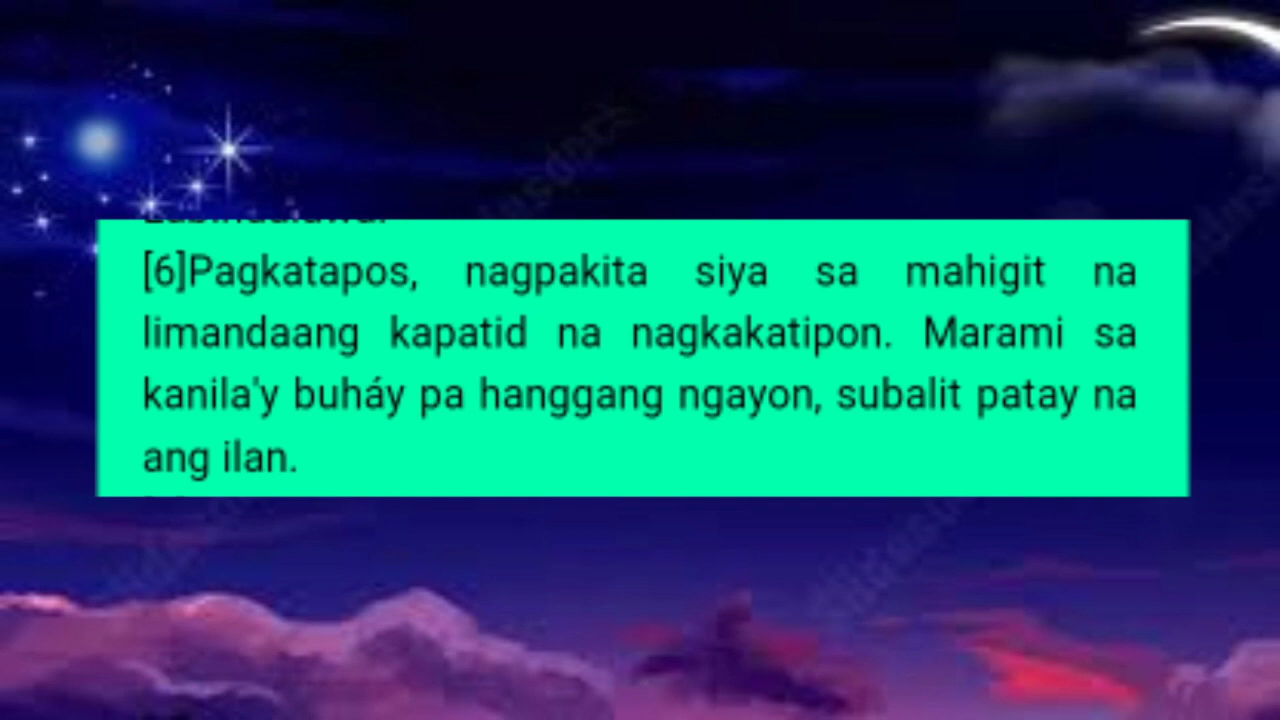 [6]Pagkatapos, nagpakita siya sa mahigit na
limandaang kapatid na nagkakatipon. Marami sa
kanila'y buháy pa hanggang ngayon, subalit patay na
ang ilan.